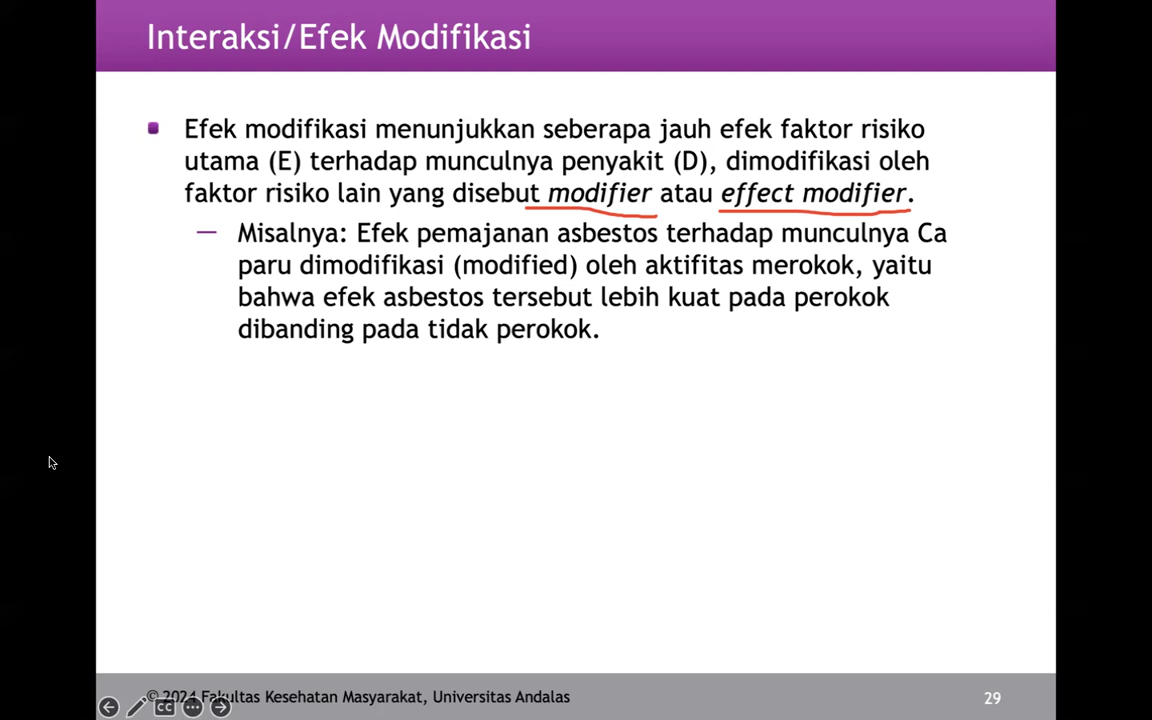 Interaksi/Efek Modifikasi
Efek modifikasi menunjukkan seberapa jauh efek faktor risiko
utama (E) terhadap munculnya penyakit (D), dimodifikasi oleh
faktor risiko lain yang disebut modifier atau effect modifier.
— Misalnya: Efek pemajanan asbestos terhadap munculnya Ca
paru dimodifikasi (modified) oleh aktifitas merokok, yaitu
bahwa efek asbestos tersebut lebih kuat pada perokok
dibanding pada tidak perokok.
© 2024 Fakultas Kesehatan Masyarakat, Universitas Andalas
29
CC